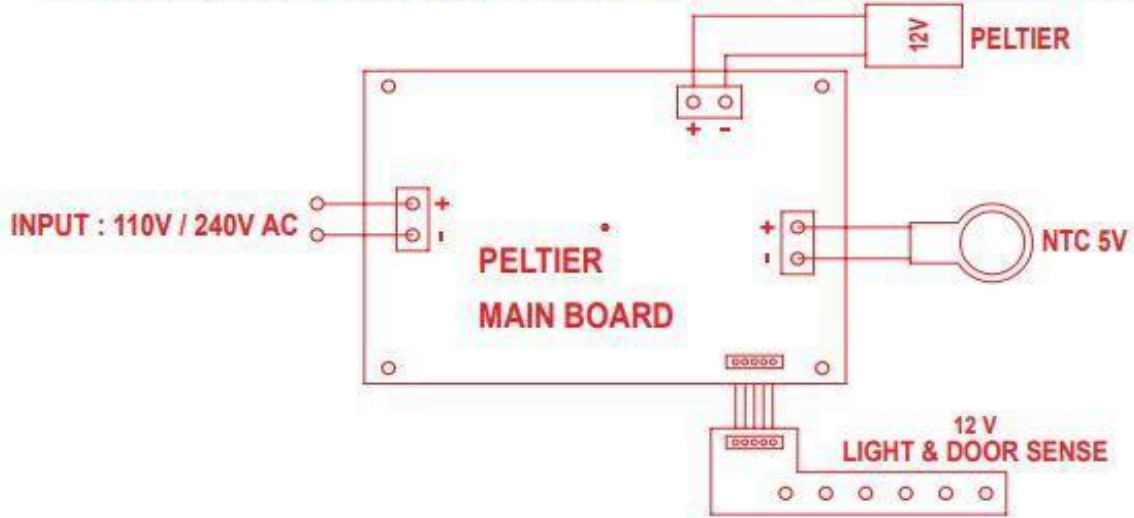 12V
PELTIER
+ -
INPUT : 110V / 240V AC
+
-
PELTIER
MAIN BOARD
+
-
NTC 5V
12 V
LIGHT & DOOR SENSE